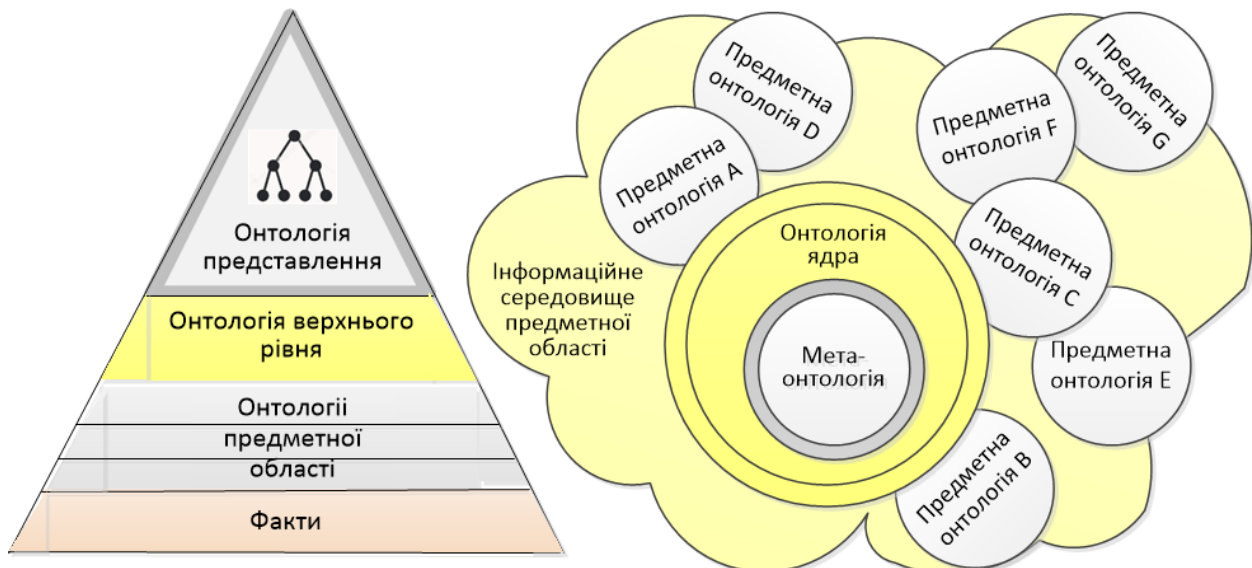 Онтологія
представлення
Онтологія верхнього
рівня
Онтологіі
предметної
області
Факти
Інформаційне
середовище
предметної
області
Предметна
онтологія A
Предметна
онтологія D
Онтологія
ядра
Мета-
онтологія
Предметна
онтологія F
Предметна
онтологія G
Предметна
онтологія C
Предметна
онтологія E
Предметна
онтологія B